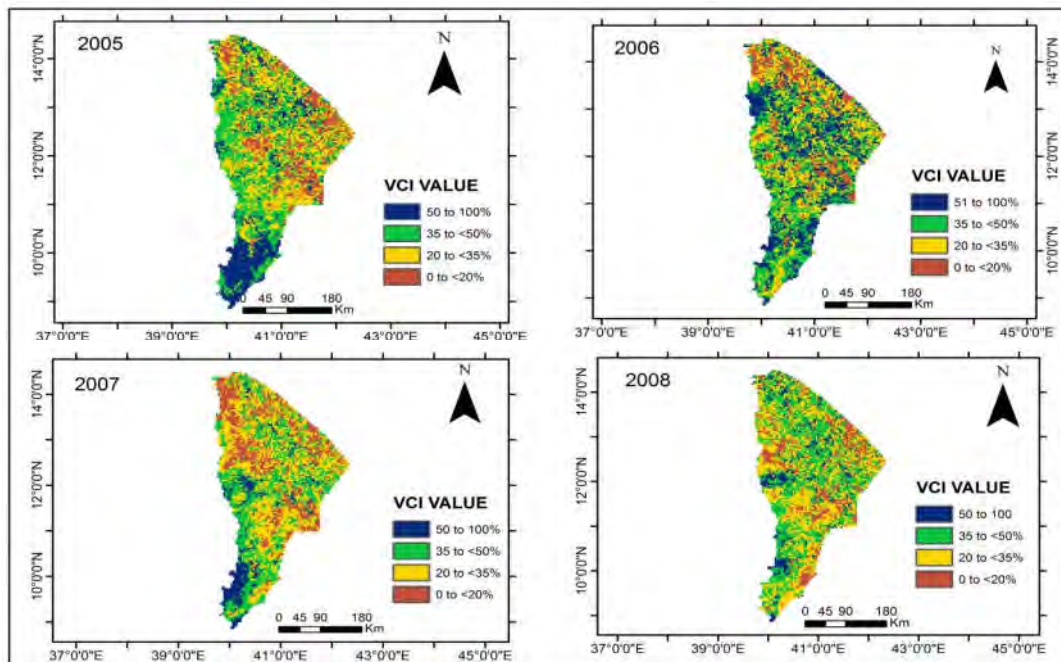 2005
N
14°0'0"N
12°0'0"N
10°0'0"N
VCI VALUE
50 to 100%
35 to <50%
20 to <35%
0 to <20%
0 45 90 180
Km
37°0'0"E 39°0'0"E 41°0'0"E 43°0'0"E 45°0'0"E
2006
N
14°0'0"N
12°0'0"N
10°0'0"N
VCI VALUE
51 to 100%
35 to <50%
20 to <35%
0 to <20%
0 45 90 180
Km
37°0'0"E 39°0'0"E 41°0'0"E 43°0'0"E 45°0'0"E
2007
N
14°0'0"N
12°0'0"N
10°0'0"N
VCI VALUE
50 to 100%
35 to <50%
20 to <35%
0 to <20%
0 45 90 180
Km
37°0'0"E 39°0'0"E 41°0'0"E 43°0'0"E 45°0'0"E
2008
N
14°0'0"N
12°0'0"N
10°0'0"N
VCI VALUE
50 to 100
35 to <50%
20 to <35%
0 to <20%
0 45 90 180
Km
37°0'0"E 39°0'0"E 41°0'0"E 43°0'0"E 45°0'0"E